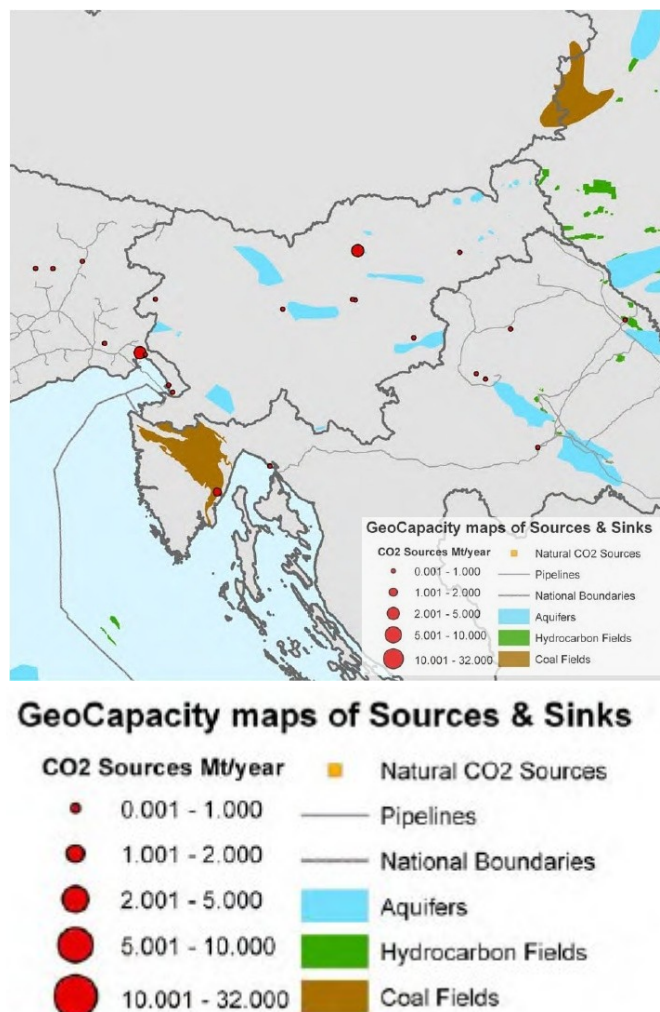 GeoCapacity maps of Sources & Sinks
CO2 Sources Mt/year
0.001 - 1.000
1.001 - 2.000
2.001 - 5.000
5.001 - 10.000
10.001 - 32.000
Natural CO2 Sources
Pipelines
National Boundaries
Aquifers
Hydrocarbon Fields
Coal Fields
GeoCapacity maps of Sources & Sinks
CO2 Sources Mt/year
0.001 - 1.000
1.001 - 2.000
2.001 - 5.000
5.001 - 10.000
10.001 - 32.000
Natural CO2 Sources
Pipelines
National Boundaries
Aquifers
Hydrocarbon Fields
Coal Fields